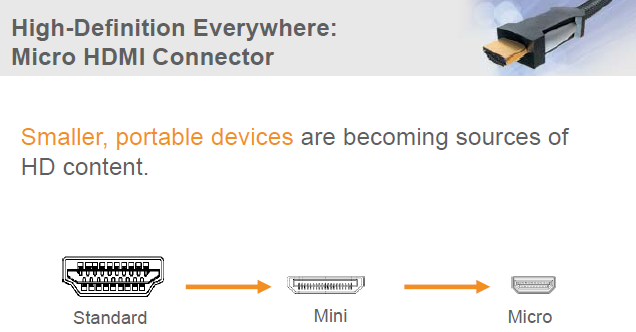 High-Definition Everywhere:
Micro HDMI Connector
Smaller, portable devices are becoming sources of
HD content.
Standard
Mini
Micro